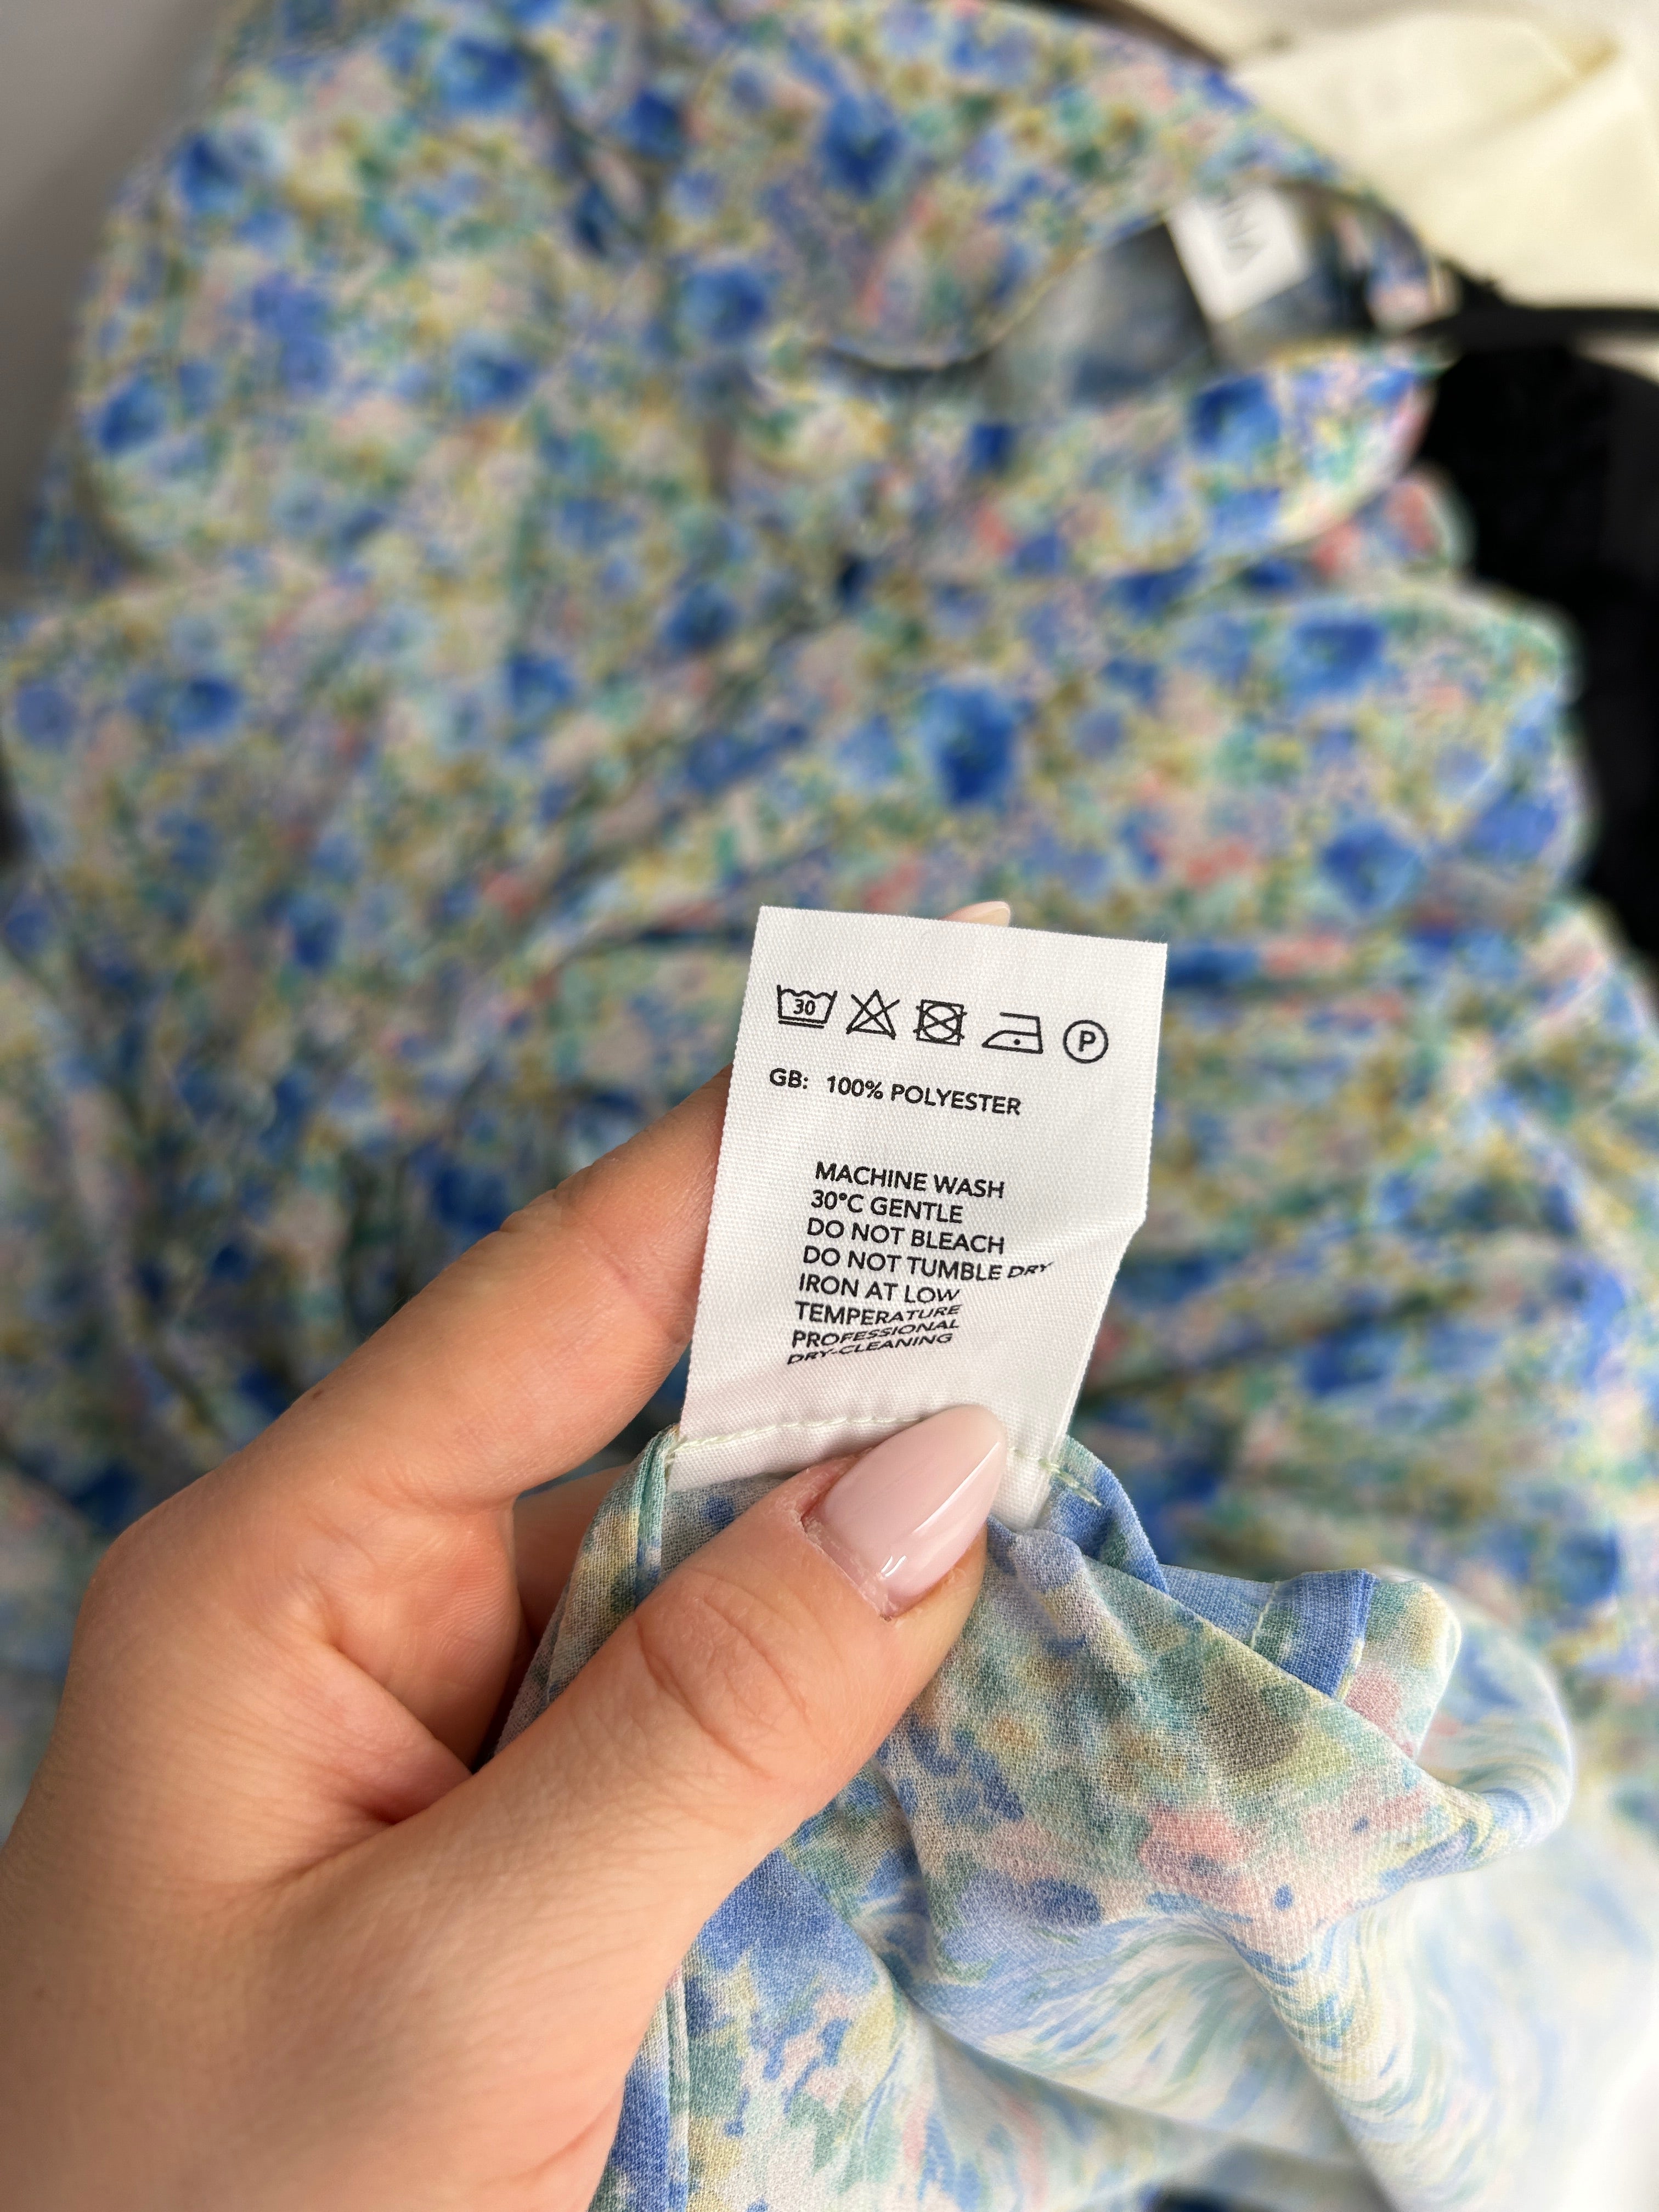 30 P
GB: 100% POLYESTER
MACHINE WASH
30°C GENTLE
DO NOT BLEACH
DO NOT TUMBLE DRY
IRON AT LOW
TEMPERATURE
PROFESSIONAL
DRY-CLEANING